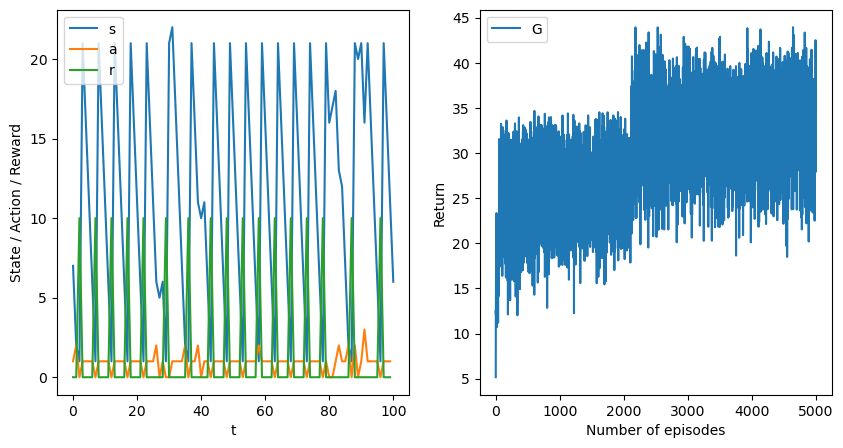 s
a
r
State / Action / Reward
20
15
10
5
0
0 20 40 60 80 100
t
G
Return
45
40
35
30
25
20
15
10
5
0 1000 2000 3000 4000 5000
Number of episodes